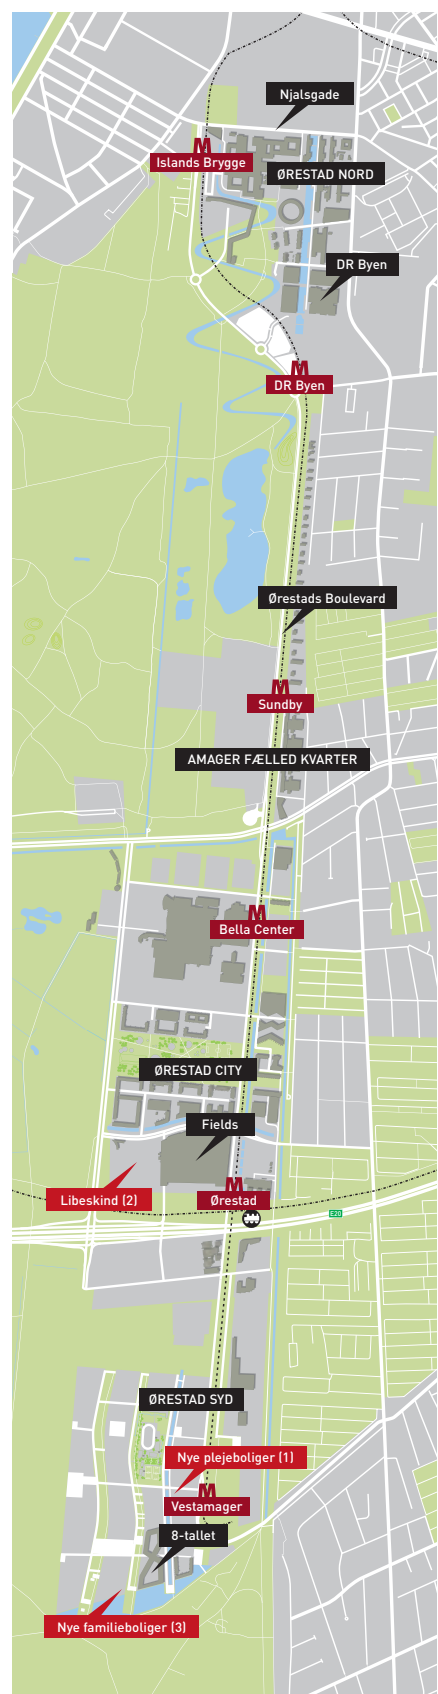 Njalsgade
M
Islands Brygge
ØRESTAD NORD
DR Byen
M
DR Byen
Ørestads Boulevard
M
Sundby
AMAGER FÆLLED KVARTER
M
Bella Center
ØRESTAD CITY
Fields
M
Libeskind (2)
Ørestad
E20
ØRESTAD SYD
Nye plejeboliger (1)
M
Vestamager
8-tallet
Nye familieboliger (3)